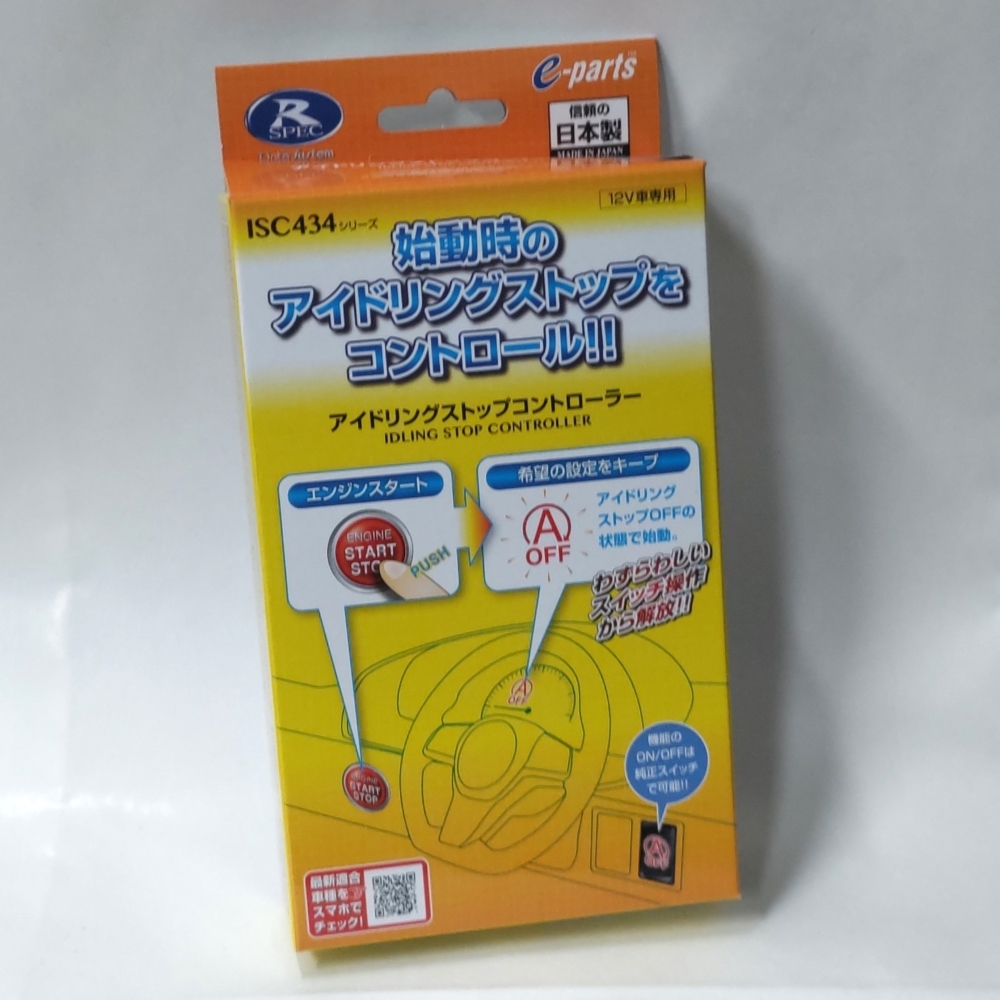 e-parts
R
SPEC
Data System
信頼の
日本製
MADE IN JAPAN
12V車専用
ISC434シリーズ
始動時の
アイドリングストップを
コントロール!!
アイドリングストップコントローラー
IDLING STOP CONTROLLER
エンジンスタート
ENGINE
START
STOP
PUSH
希望の設定をキープ
A
OFF
アイドリング
ストップOFFの
状態で始動。
わずらわしい
スイッチ操作
から解放!!
A
OFF
ENGINE
START
STOP
機能の
ON/OFFは
純正スイッチ
で可能!!
A
OFF
最新適合
車種を
スマホで
チェック!